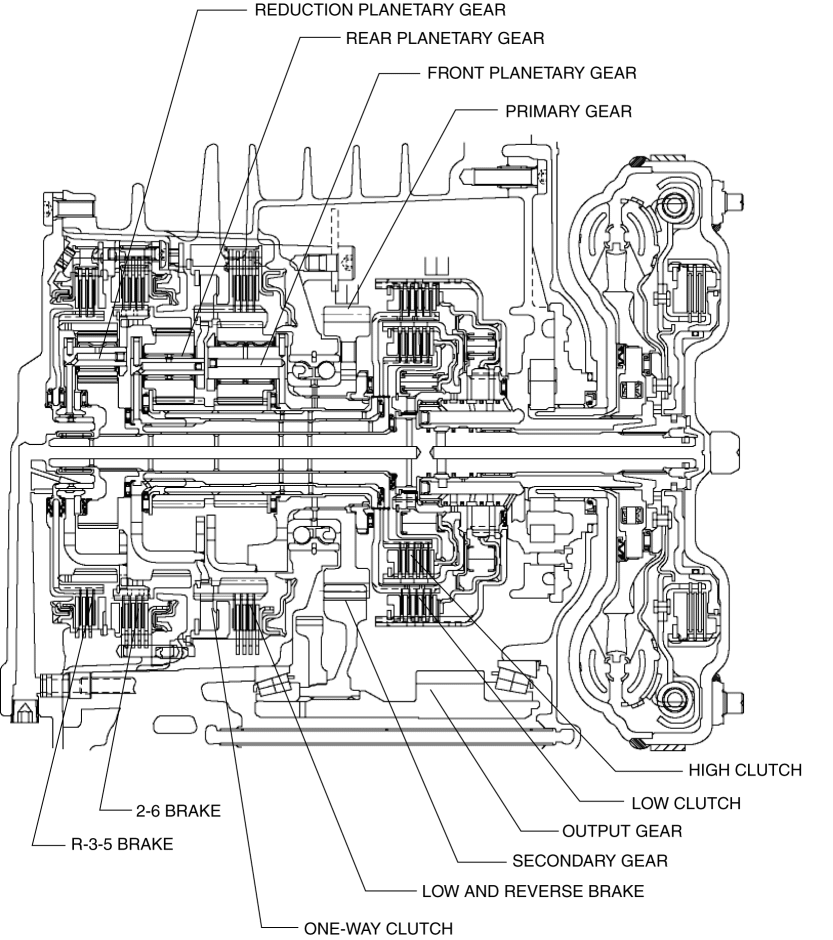 REDUCTION PLANETARY GEAR
REAR PLANETARY GEAR
FRONT PLANETARY GEAR
PRIMARY GEAR
HIGH CLUTCH
LOW CLUTCH
2-6 BRAKE
OUTPUT GEAR
R-3-5 BRAKE
SECONDARY GEAR
LOW AND REVERSE BRAKE
ONE-WAY CLUTCH